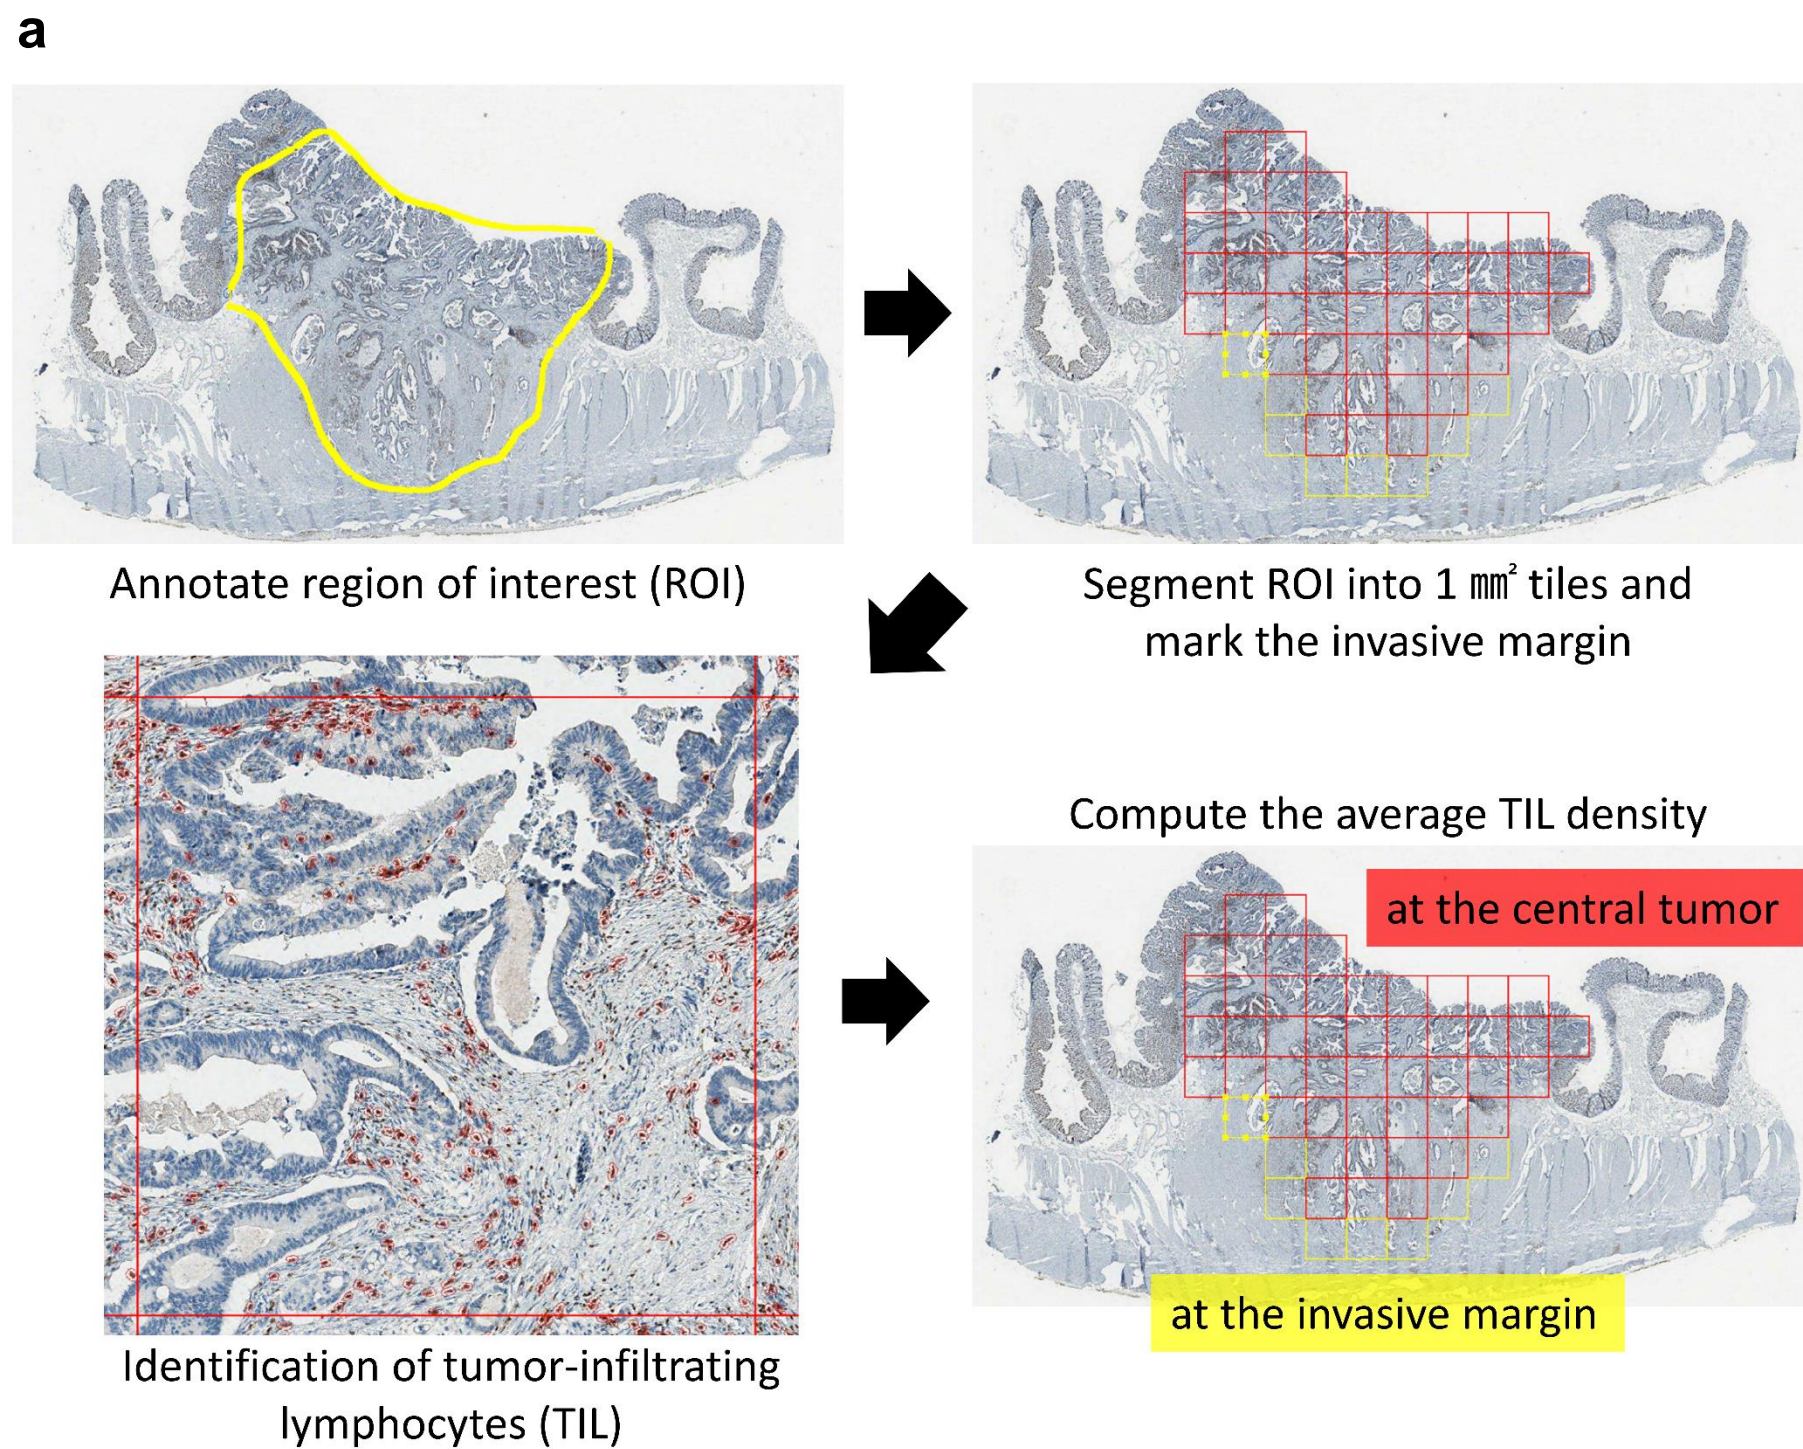 a
Annotate region of interest (ROI)
Segment ROI into 1 ㎟ tiles and
mark the invasive margin
Identification of tumor-infiltrating
lymphocytes (TIL)
Compute the average TIL density
at the central tumor
at the invasive margin